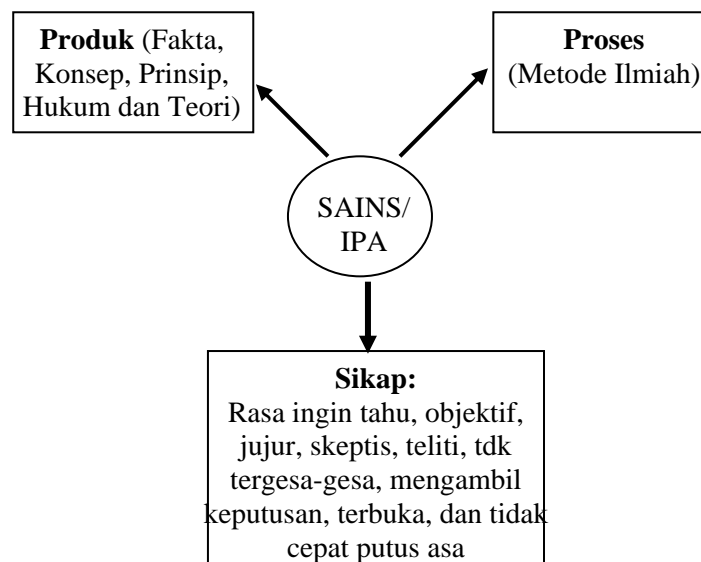 Produk (Fakta,
Konsep, Prinsip,
Hukum dan Teori)
Proses
(Metode Ilmiah)
SAINS/
IPA
Sikap:
Rasa ingin tahu, objektif,
jujur, skeptis, teliti, tdk
tergesa-gesa, mengambil
keputusan, terbuka, dan tidak
cepat putus asa